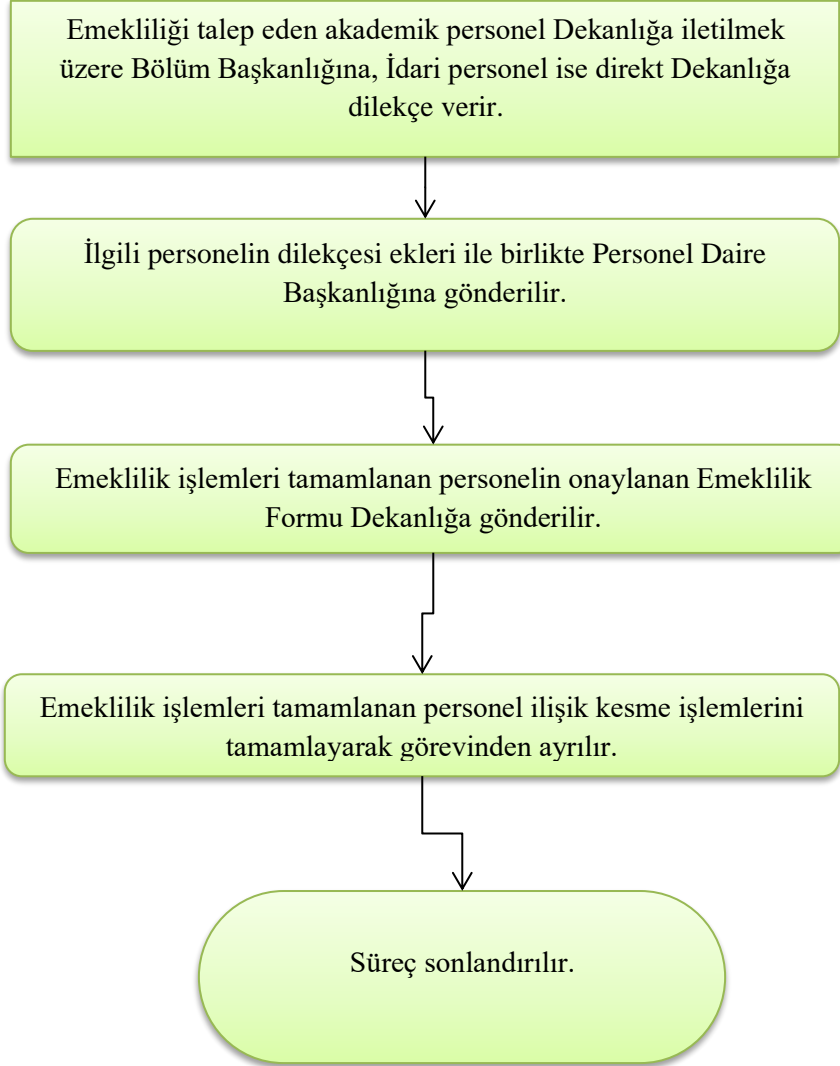 Emekliliği talep eden akademik personel Dekanlığa iletilmek
üzere Bölüm Başkanlığına, İdari personel ise direkt Dekanlığa
dilekçe verir.
İlgili personelin dilekçesi ekleri ile birlikte Personel Daire
Başkanlığına gönderilir.
Emeklilik işlemleri tamamlanan personelin onaylanan Emeklilik
Formu Dekanlığa gönderilir.
Emeklilik işlemleri tamamlanan personel ilişik kesme işlemlerini
tamamlayarak görevinden ayrılır.
Süreç sonlandırılır.